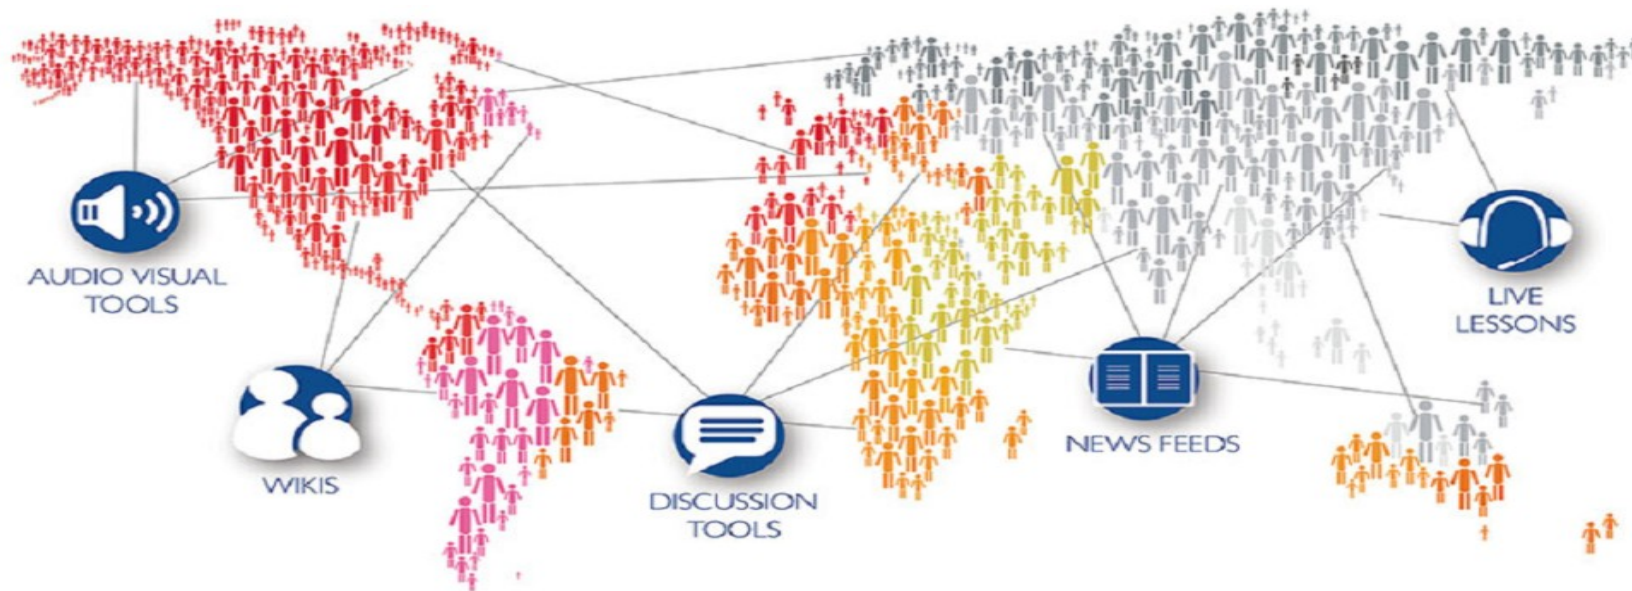 AUDIO VISUAL
TOOLS
WIKIS
DISCUSSION
TOOLS
NEWS FEEDS
LIVE
LESSONS